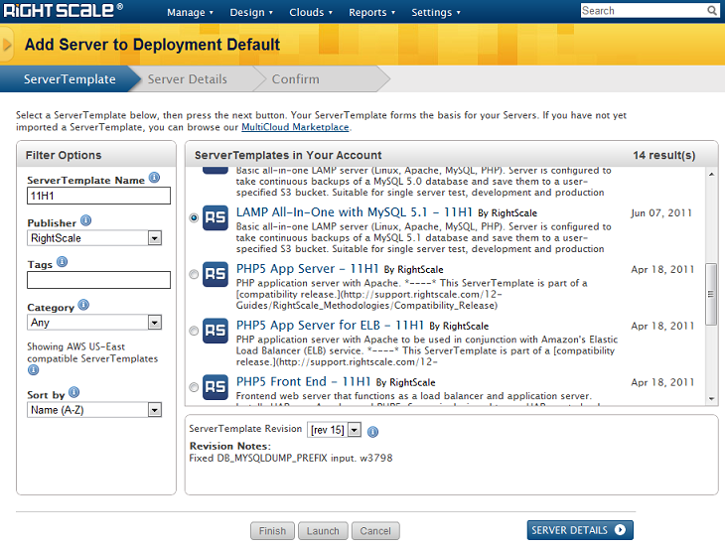 RIGHTSCALE®
Manage
Design
Clouds
Reports
Settings
Search
Add Server to Deployment Default
ServerTemplate
Server Details
Confirm
Select a ServerTemplate below, then press the next button. Your ServerTemplate forms the basis for your Servers. If you have not yet
imported a ServerTemplate, you can browse our MultiCloud Marketplace.
Filter Options
ServerTemplate Name
11H1
Publisher
RightScale
Tags
Category
Any
Showing AWS US-East
compatible ServerTemplates
Sort by
Name (A-Z)
ServerTemplates in Your Account
14 result(s)
Basic all-in-one LAMP server (Linux, Apache, MySQL, PHP). Server is configured to
take continuous backups of a MySQL 5.0 database and save them to a user-
specified S3 bucket. Suitable for single server test, development and production
RS
LAMP All-In-One with MySQL 5.1 - 11H1 By RightScale
Jun 07, 2011
Basic all-in-one LAMP server (Linux, Apache, MySQL, PHP). Server is configured to
take continuous backups of a MySQL 5.1 database and save them to a user-
specified S3 bucket. Suitable for single server test, development and production
RS
PHP5 App Server - 11H1 By RightScale
Apr 18, 2011
PHP application server with Apache. *----* This ServerTemplate is part of a
[compatibility release.](http://support.rightscale.com/12-
Guides/RightScale_Methodologies/Compatibility_Release)
RS
PHP5 App Server for ELB - 11H1 By RightScale
Apr 18, 2011
PHP application server with Apache to be used in conjunction with Amazon's Elastic
Load Balancer (ELB) service. *----* This ServerTemplate is part of a [compatibility
release.](http://support.rightscale.com/12-
RS
PHP5 Front End - 11H1 By RightScale
Apr 18, 2011
Frontend web server that functions as a load balancer and application server.
ServerTemplate Revision
[rev 15]
Revision Notes:
Fixed DB_MYSQLDUMP_PREFIX input. w3798
Finish
Launch
Cancel
SERVER DETAILS